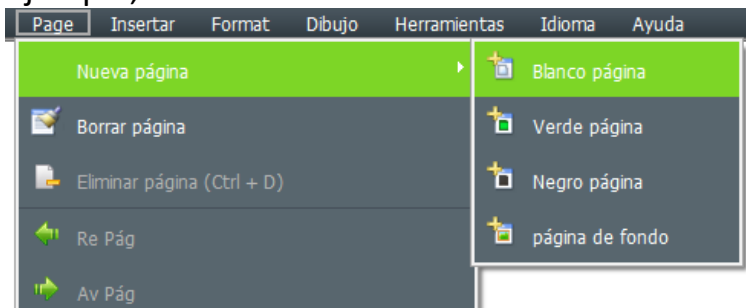 Page Insertar Format Dibujo Herramientas Idioma Ayuda
Nueva página
Borrar página
Eliminar página (Ctrl + D)
Re Pág
Av Pág
Blanco página
Verde página
Negro página
página de fondo